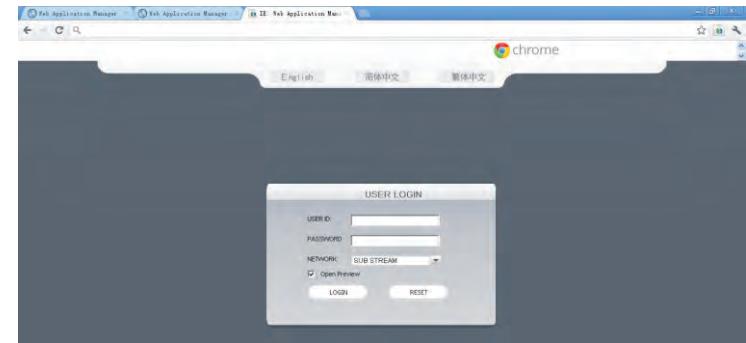 Web Application Manager
Web Application Manager
IE: Web Application Man
chrome
English 简体中文 繁体中文
USER LOGIN
USER ID:
PASSWORD:
NETWORK: SUB STREAM
Open Preview
LOGIN RESET